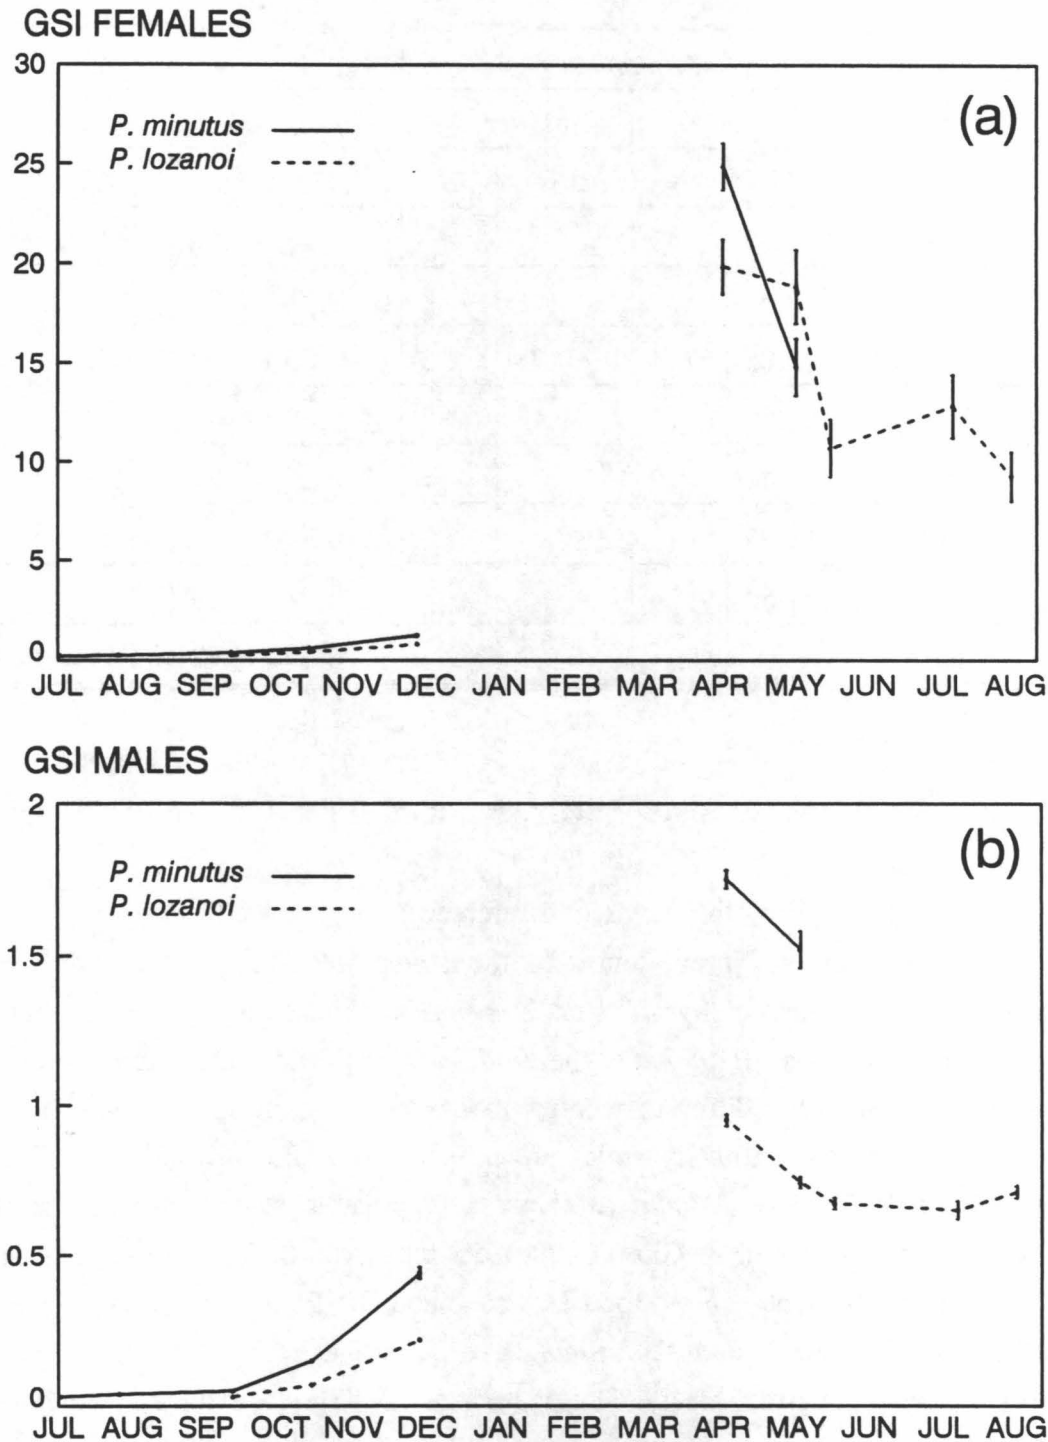 GSI FEMALES
30
(a)
P. minutus
P. lozanoi
25
20
15
10
5
0
JUL AUG SEP OCT NOV DEC JAN FEB MAR APR MAY JUN JUL AUG
GSI MALES
2
(b)
P. minutus
P. lozanoi
1.5
1
0.5
0
JUL AUG SEP OCT NOV DEC JAN FEB MAR APR MAY JUN JUL AUG